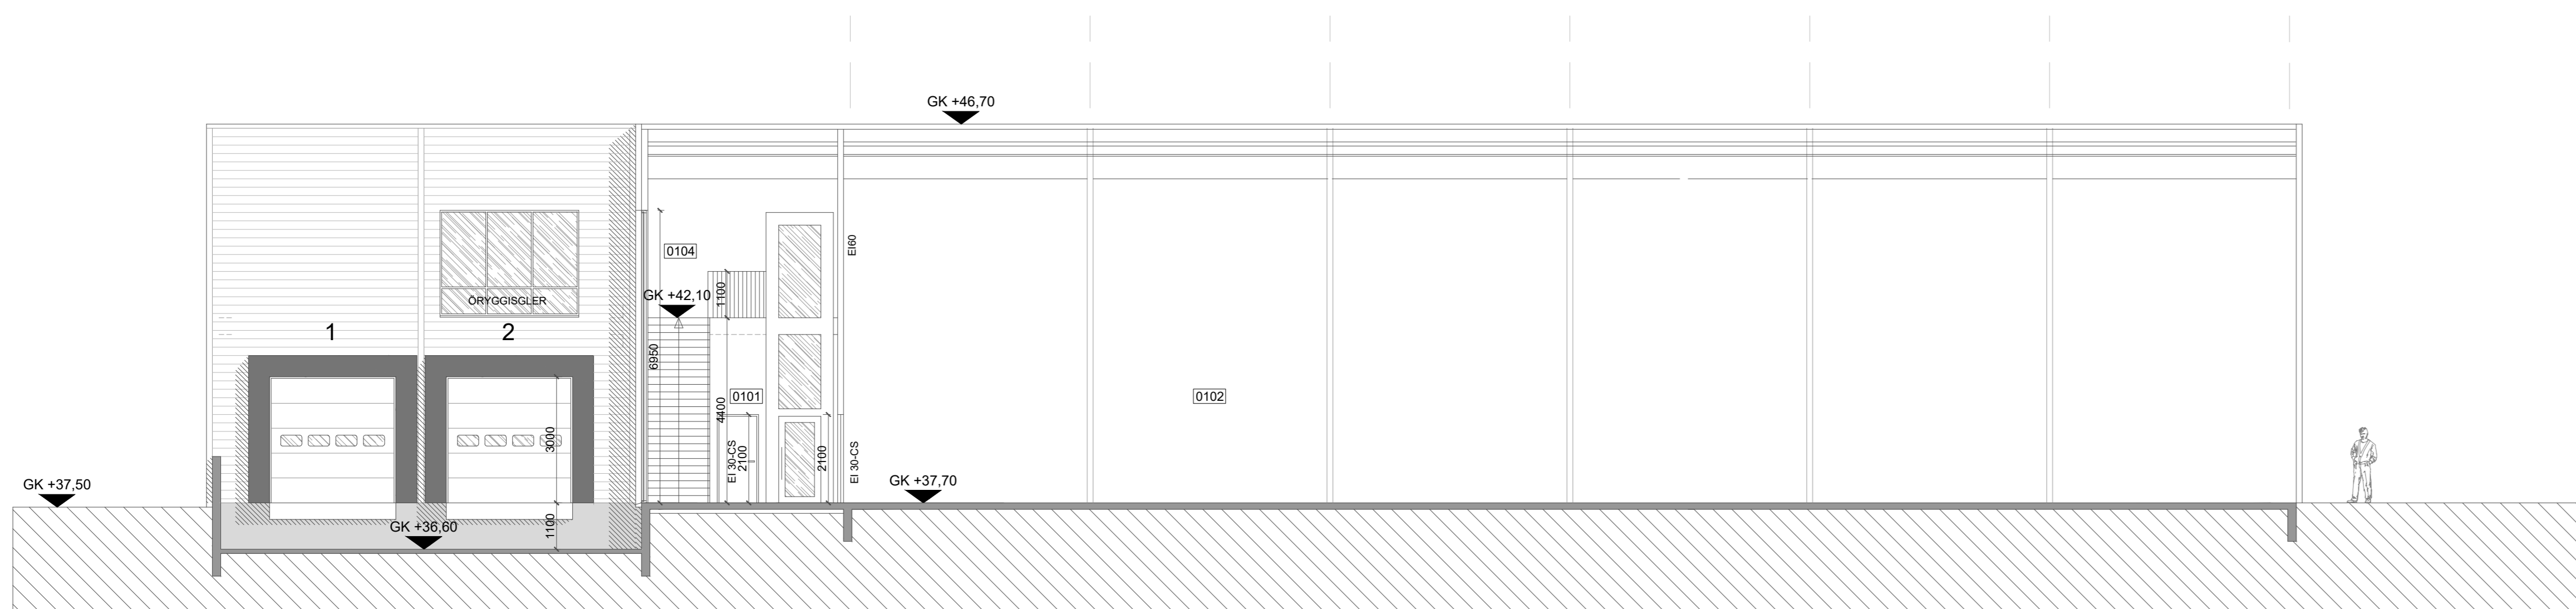 GK +46,70
EI60
0104
GK +42,10
1100
ÖRYGGISGLER
1
2
6950
0101
0102
4400
3000
EI 30-CS
2100
2100
EI 30-CS
GK +37,50
GK +37,70
GK +36,60
1100